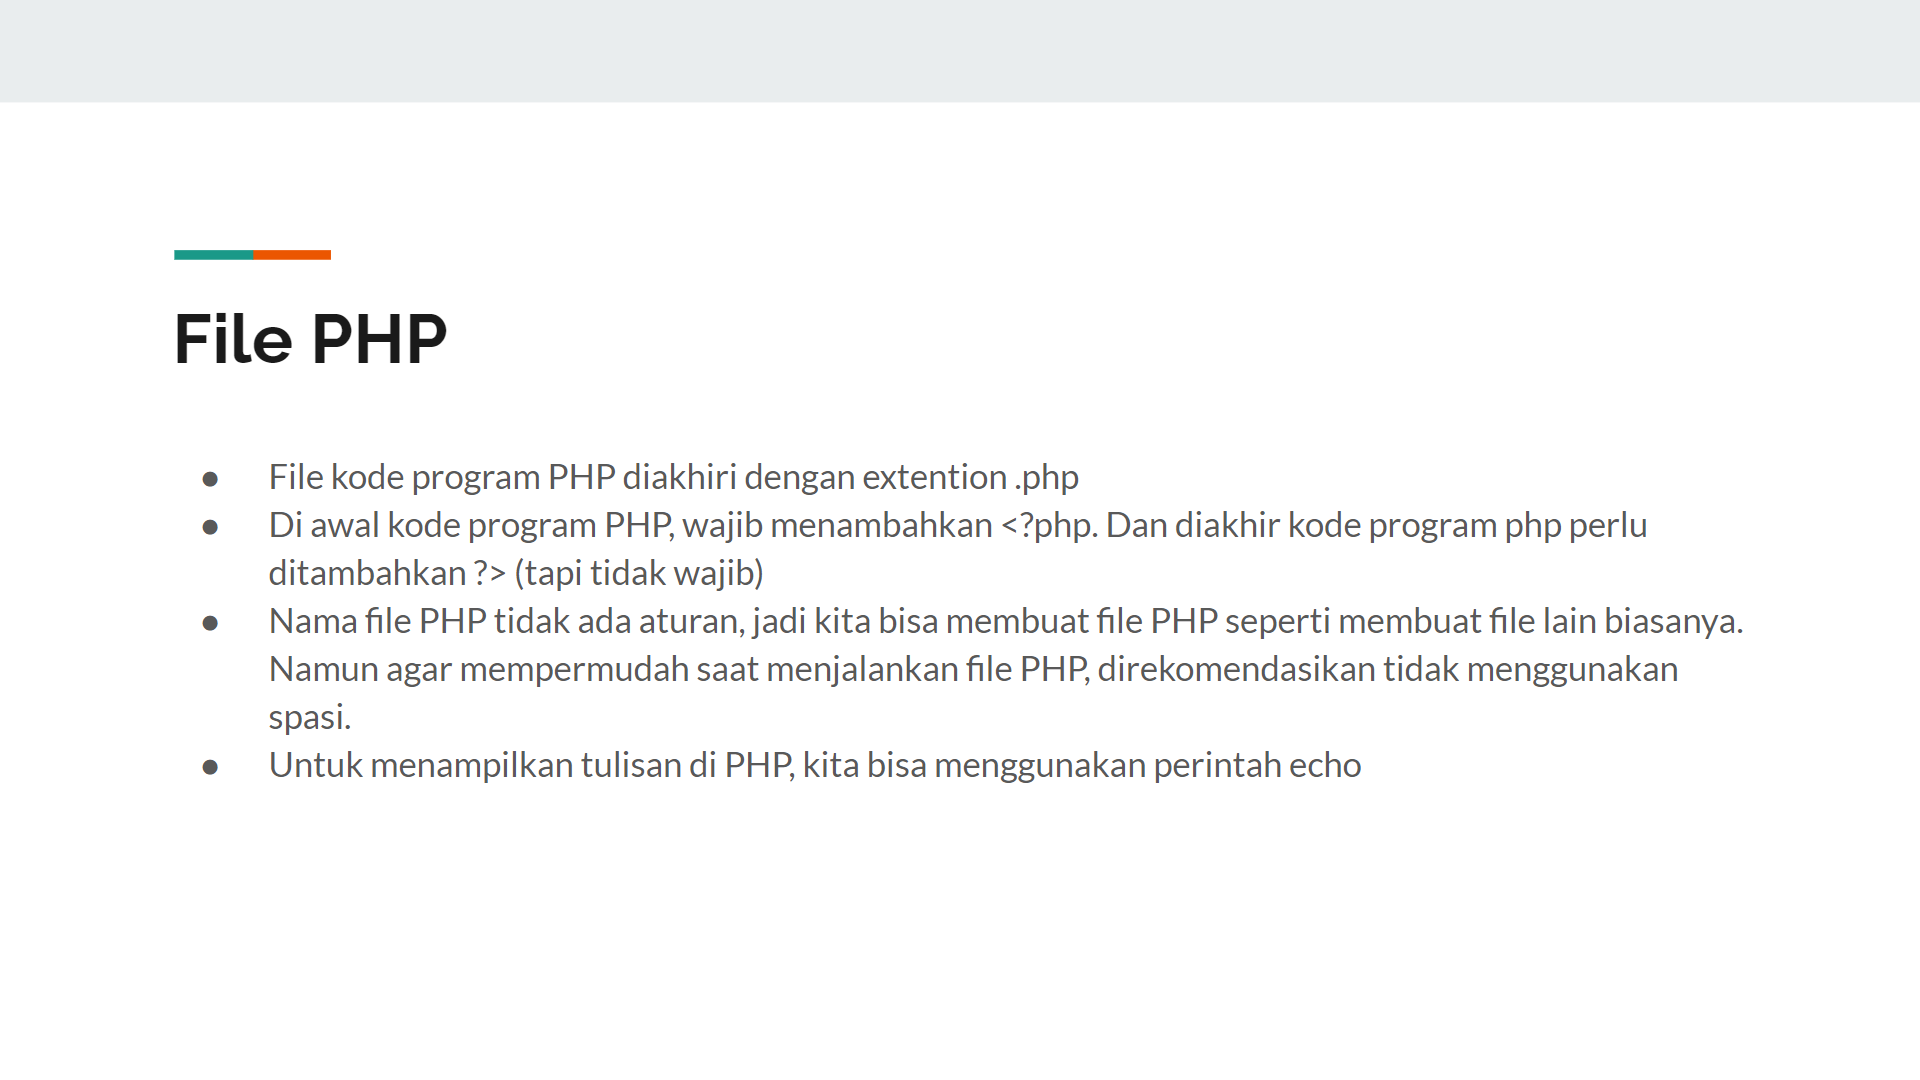 File PHP
● File kode program PHP diakhiri dengan extention .php
● Di awal kode program PHP, wajib menambahkan <?php. Dan diakhir kode program php perlu
ditambahkan ?> (tapi tidak wajib)
● Nama file PHP tidak ada aturan, jadi kita bisa membuat file PHP seperti membuat file lain biasanya.
Namun agar mempermudah saat menjalankan file PHP, direkomendasikan tidak menggunakan
spasi.
● Untuk menampilkan tulisan di PHP, kita bisa menggunakan perintah echo